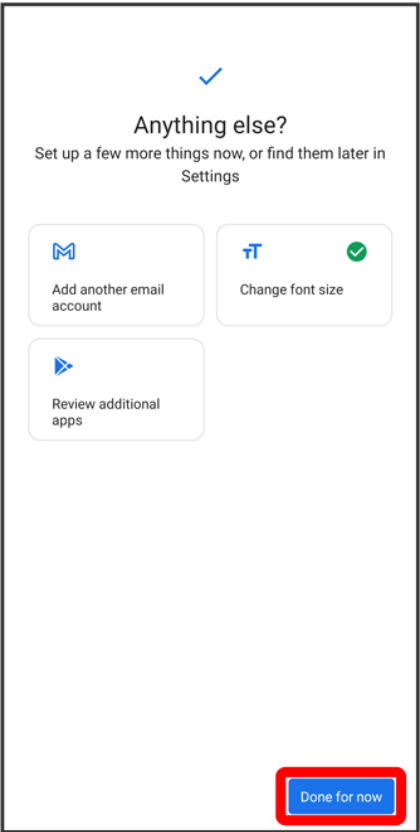 Anything else?
Set up a few more things now, or find them later in
Settings
Add another email
account
Change font size
Review additional
apps
Done for now